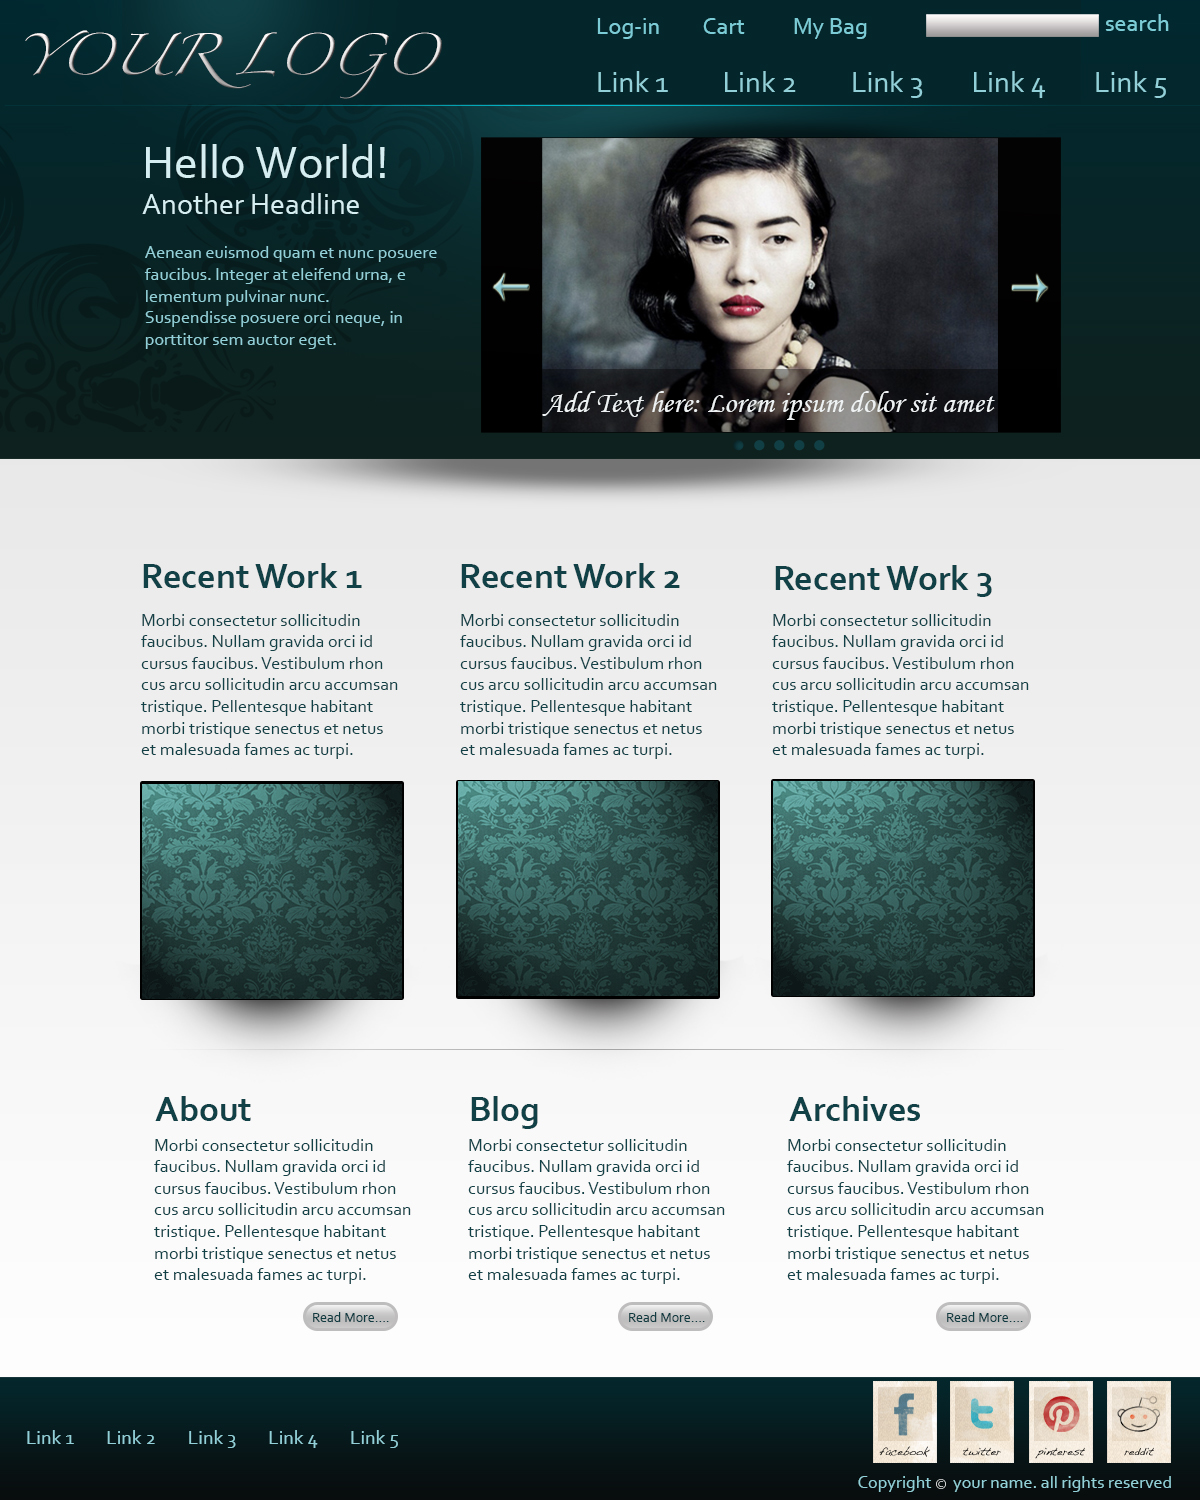 YOUR LOGO
Log-in Cart My Bag search
Link 1 Link 2 Link 3 Link 4 Link 5
Hello World!
Another Headline
Aenean euismod quam et nunc posuere
faucibus. Integer at eleifend urna, e
lementum pulvinar nunc.
Suspendisse posuere orci neque, in
porttitor sem auctor eget.
Add Text here: Lorem ipsum dolor sit amet
Recent Work 1
Morbi consectetur sollicitudin
faucibus. Nullam gravida orci id
cursus faucibus. Vestibulum rhon
cus arcu sollicitudin arcu accumsan
tristique. Pellentesque habitant
morbi tristique senectus et netus
et malesuada fames ac turpi.
Recent Work 2
Morbi consectetur sollicitudin
faucibus. Nullam gravida orci id
cursus faucibus. Vestibulum rhon
cus arcu sollicitudin arcu accumsan
tristique. Pellentesque habitant
morbi tristique senectus et netus
et malesuada fames ac turpi.
Recent Work 3
Morbi consectetur sollicitudin
faucibus. Nullam gravida orci id
cursus faucibus. Vestibulum rhon
cus arcu sollicitudin arcu accumsan
tristique. Pellentesque habitant
morbi tristique senectus et netus
et malesuada fames ac turpi.
About
Morbi consectetur sollicitudin
faucibus. Nullam gravida orci id
cursus faucibus. Vestibulum rhon
cus arcu sollicitudin arcu accumsan
tristique. Pellentesque habitant
morbi tristique senectus et netus
et malesuada fames ac turpi.
Read More....
Blog
Morbi consectetur sollicitudin
faucibus. Nullam gravida orci id
cursus faucibus. Vestibulum rhon
cus arcu sollicitudin arcu accumsan
tristique. Pellentesque habitant
morbi tristique senectus et netus
et malesuada fames ac turpi.
Read More....
Archives
Morbi consectetur sollicitudin
faucibus. Nullam gravida orci id
cursus faucibus. Vestibulum rhon
cus arcu sollicitudin arcu accumsan
tristique. Pellentesque habitant
morbi tristique senectus et netus
et malesuada fames ac turpi.
Read More....
Link 1 Link 2 Link 3 Link 4 Link 5
facebook twitter pinterest reddit
Copyright © your name. all rights reserved